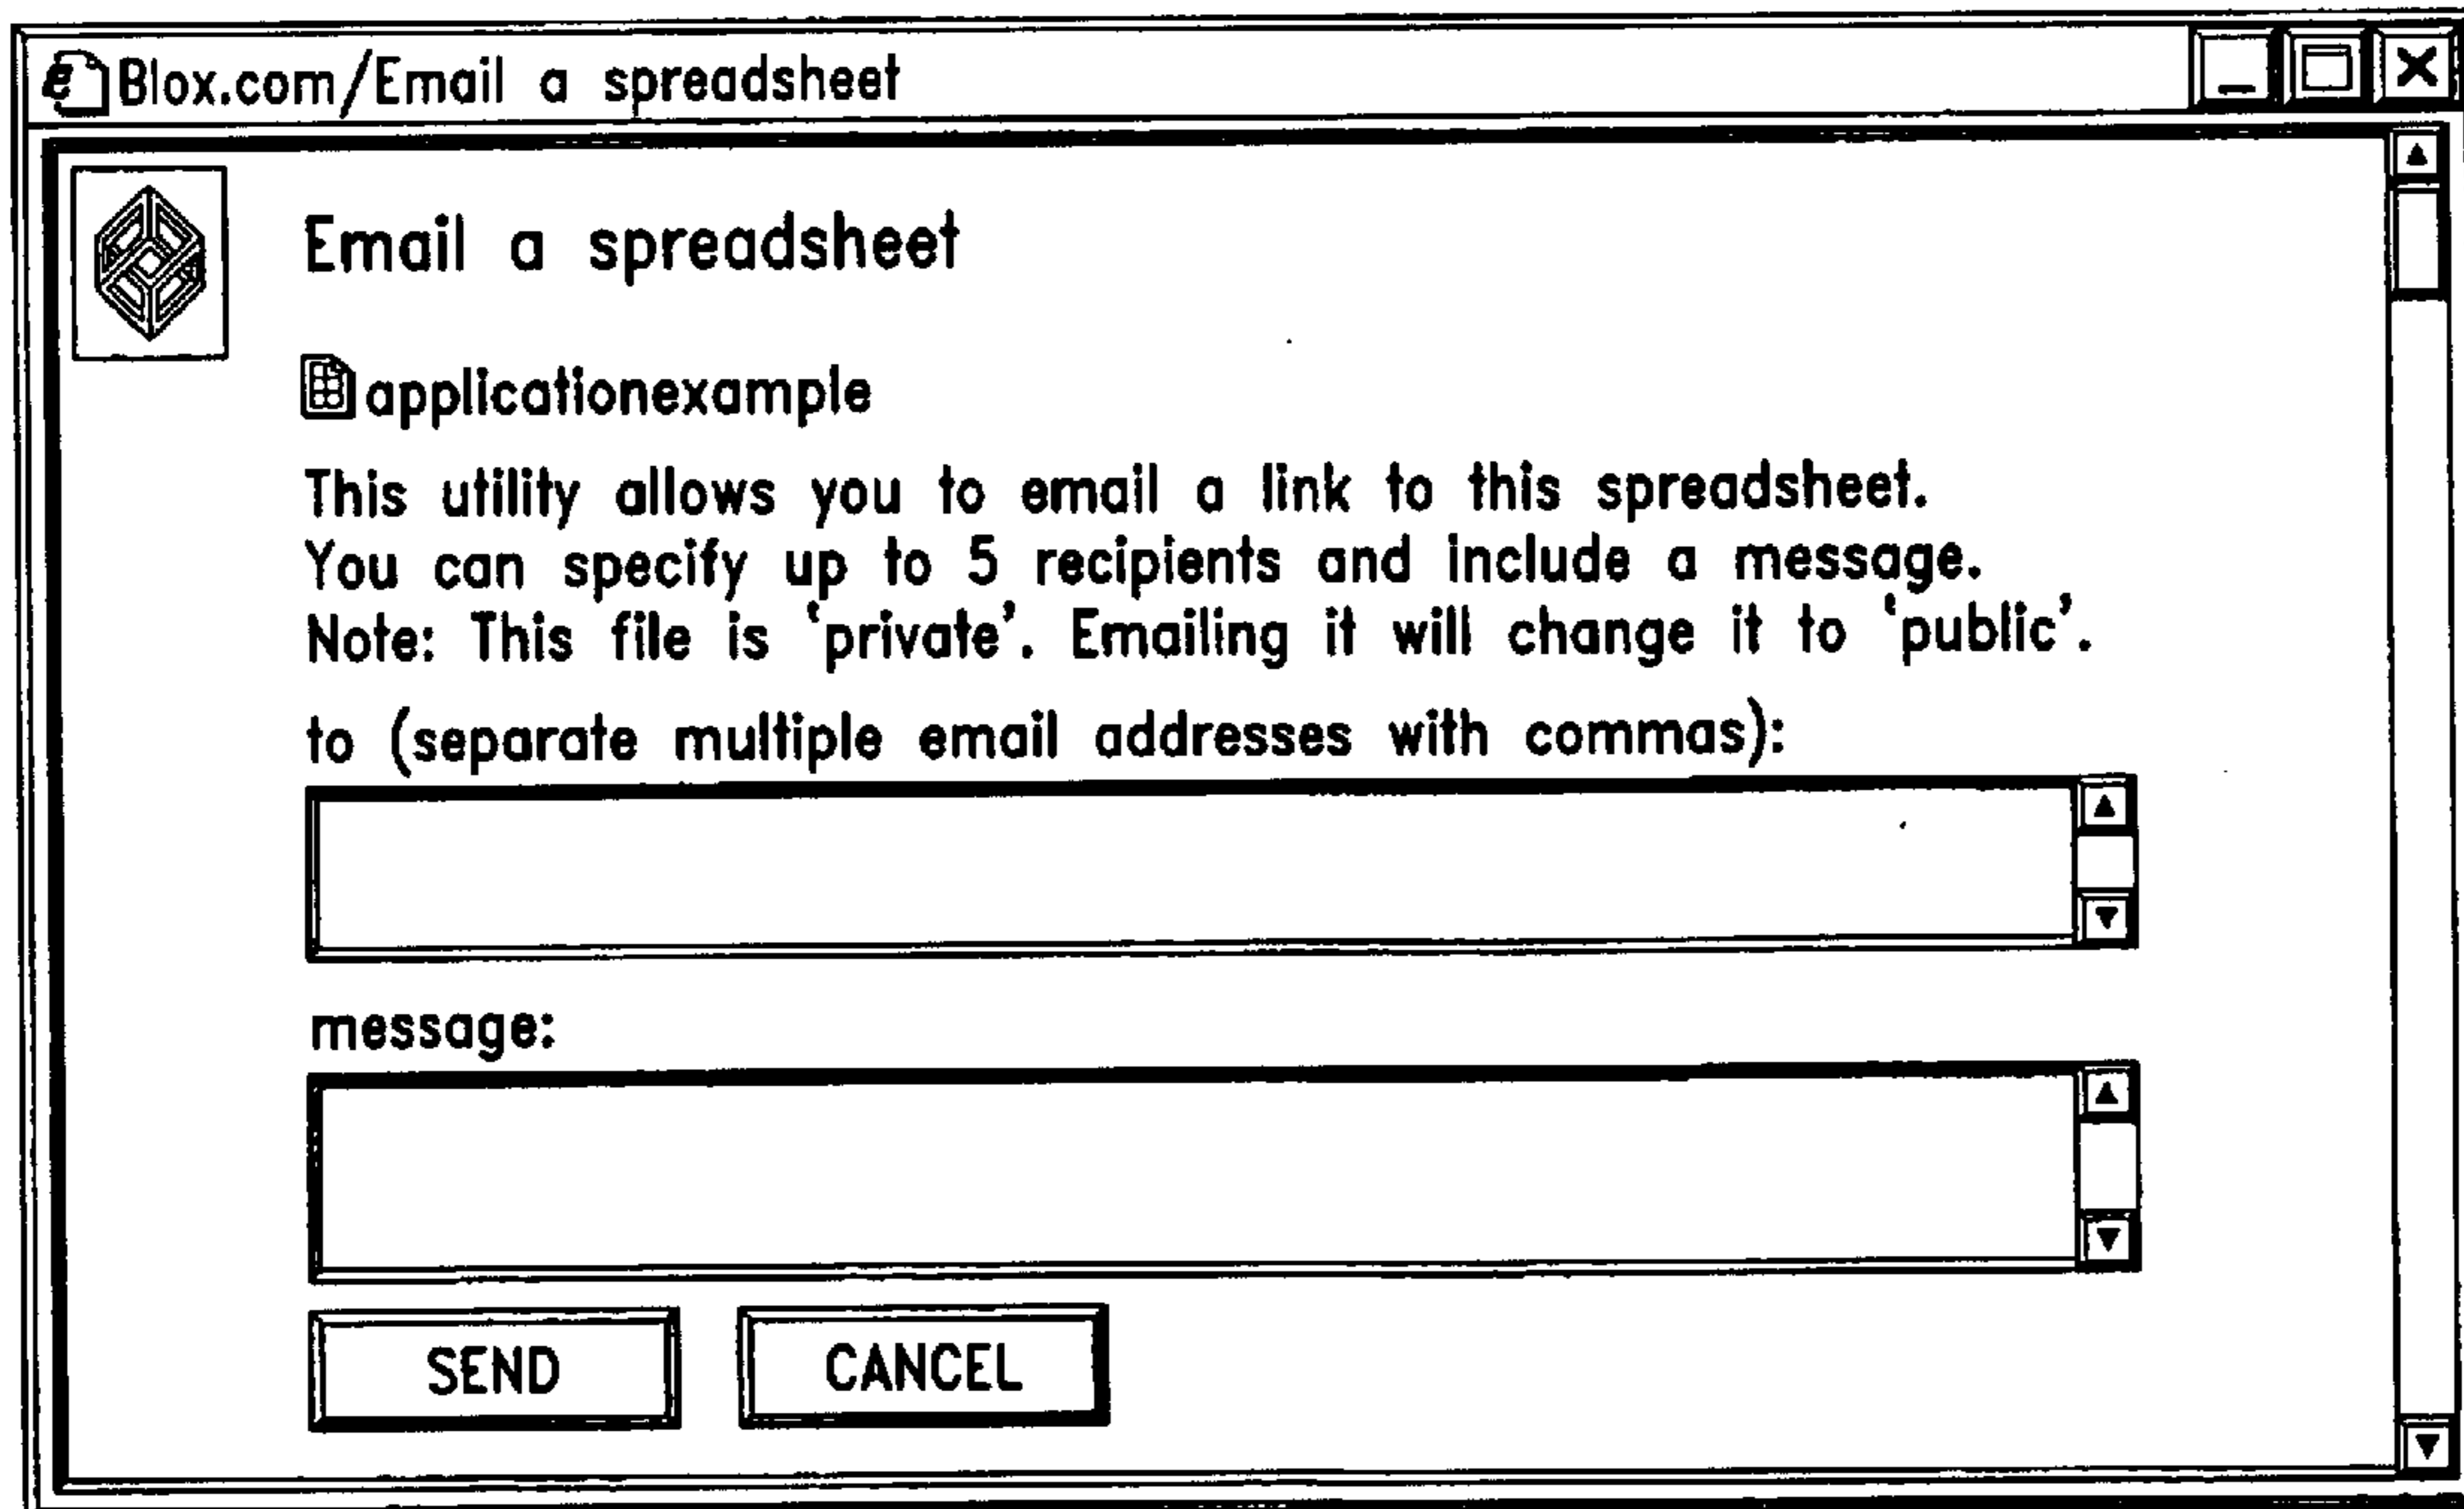 Blox.com/Email a spreadsheet
Email a spreadsheet
applicationexample
This utility allows you to email a link to this spreadsheet.
You can specify up to 5 recipients and include a message.
Note: This file is 'private'. Emailing it will change it to 'public'.
to (separate multiple email addresses with commas):
message:
SEND CANCEL